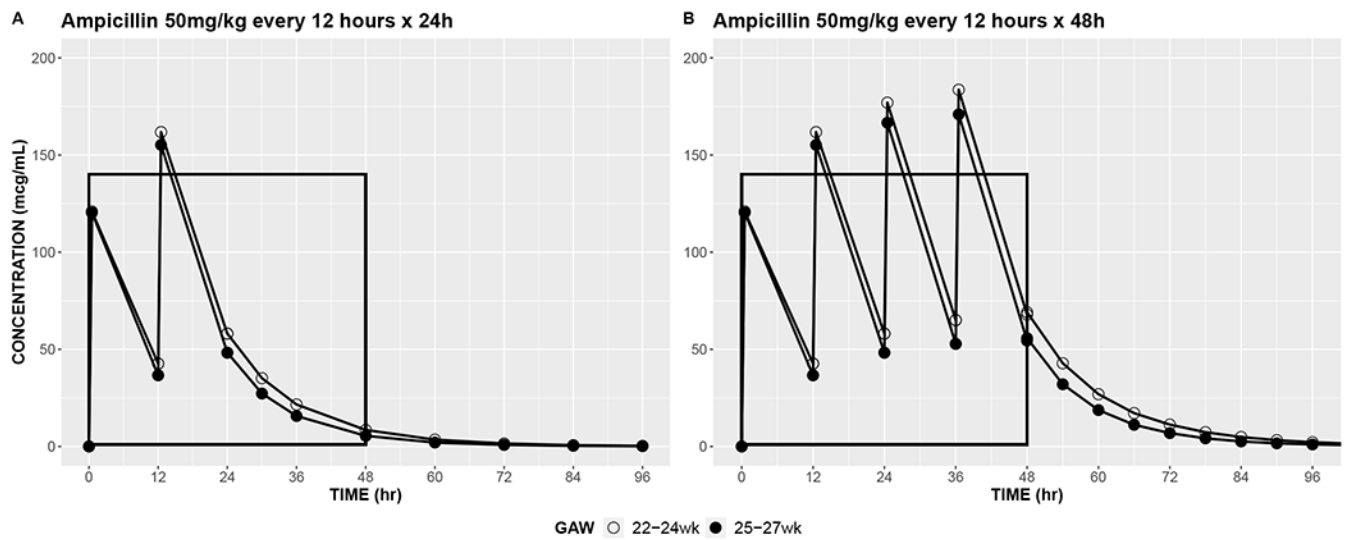 A Ampicillin 50mg/kg every 12 hours x 24h
CONCENTRATION (mcg/mL)
200
150
100
50
0
0 12 24 36 48 60 72 84 96
TIME (hr)
B Ampicillin 50mg/kg every 12 hours x 48h
200
150
100
50
0
0 12 24 36 48 60 72 84 96
TIME (hr)
GAW 22−24wk 25−27wk